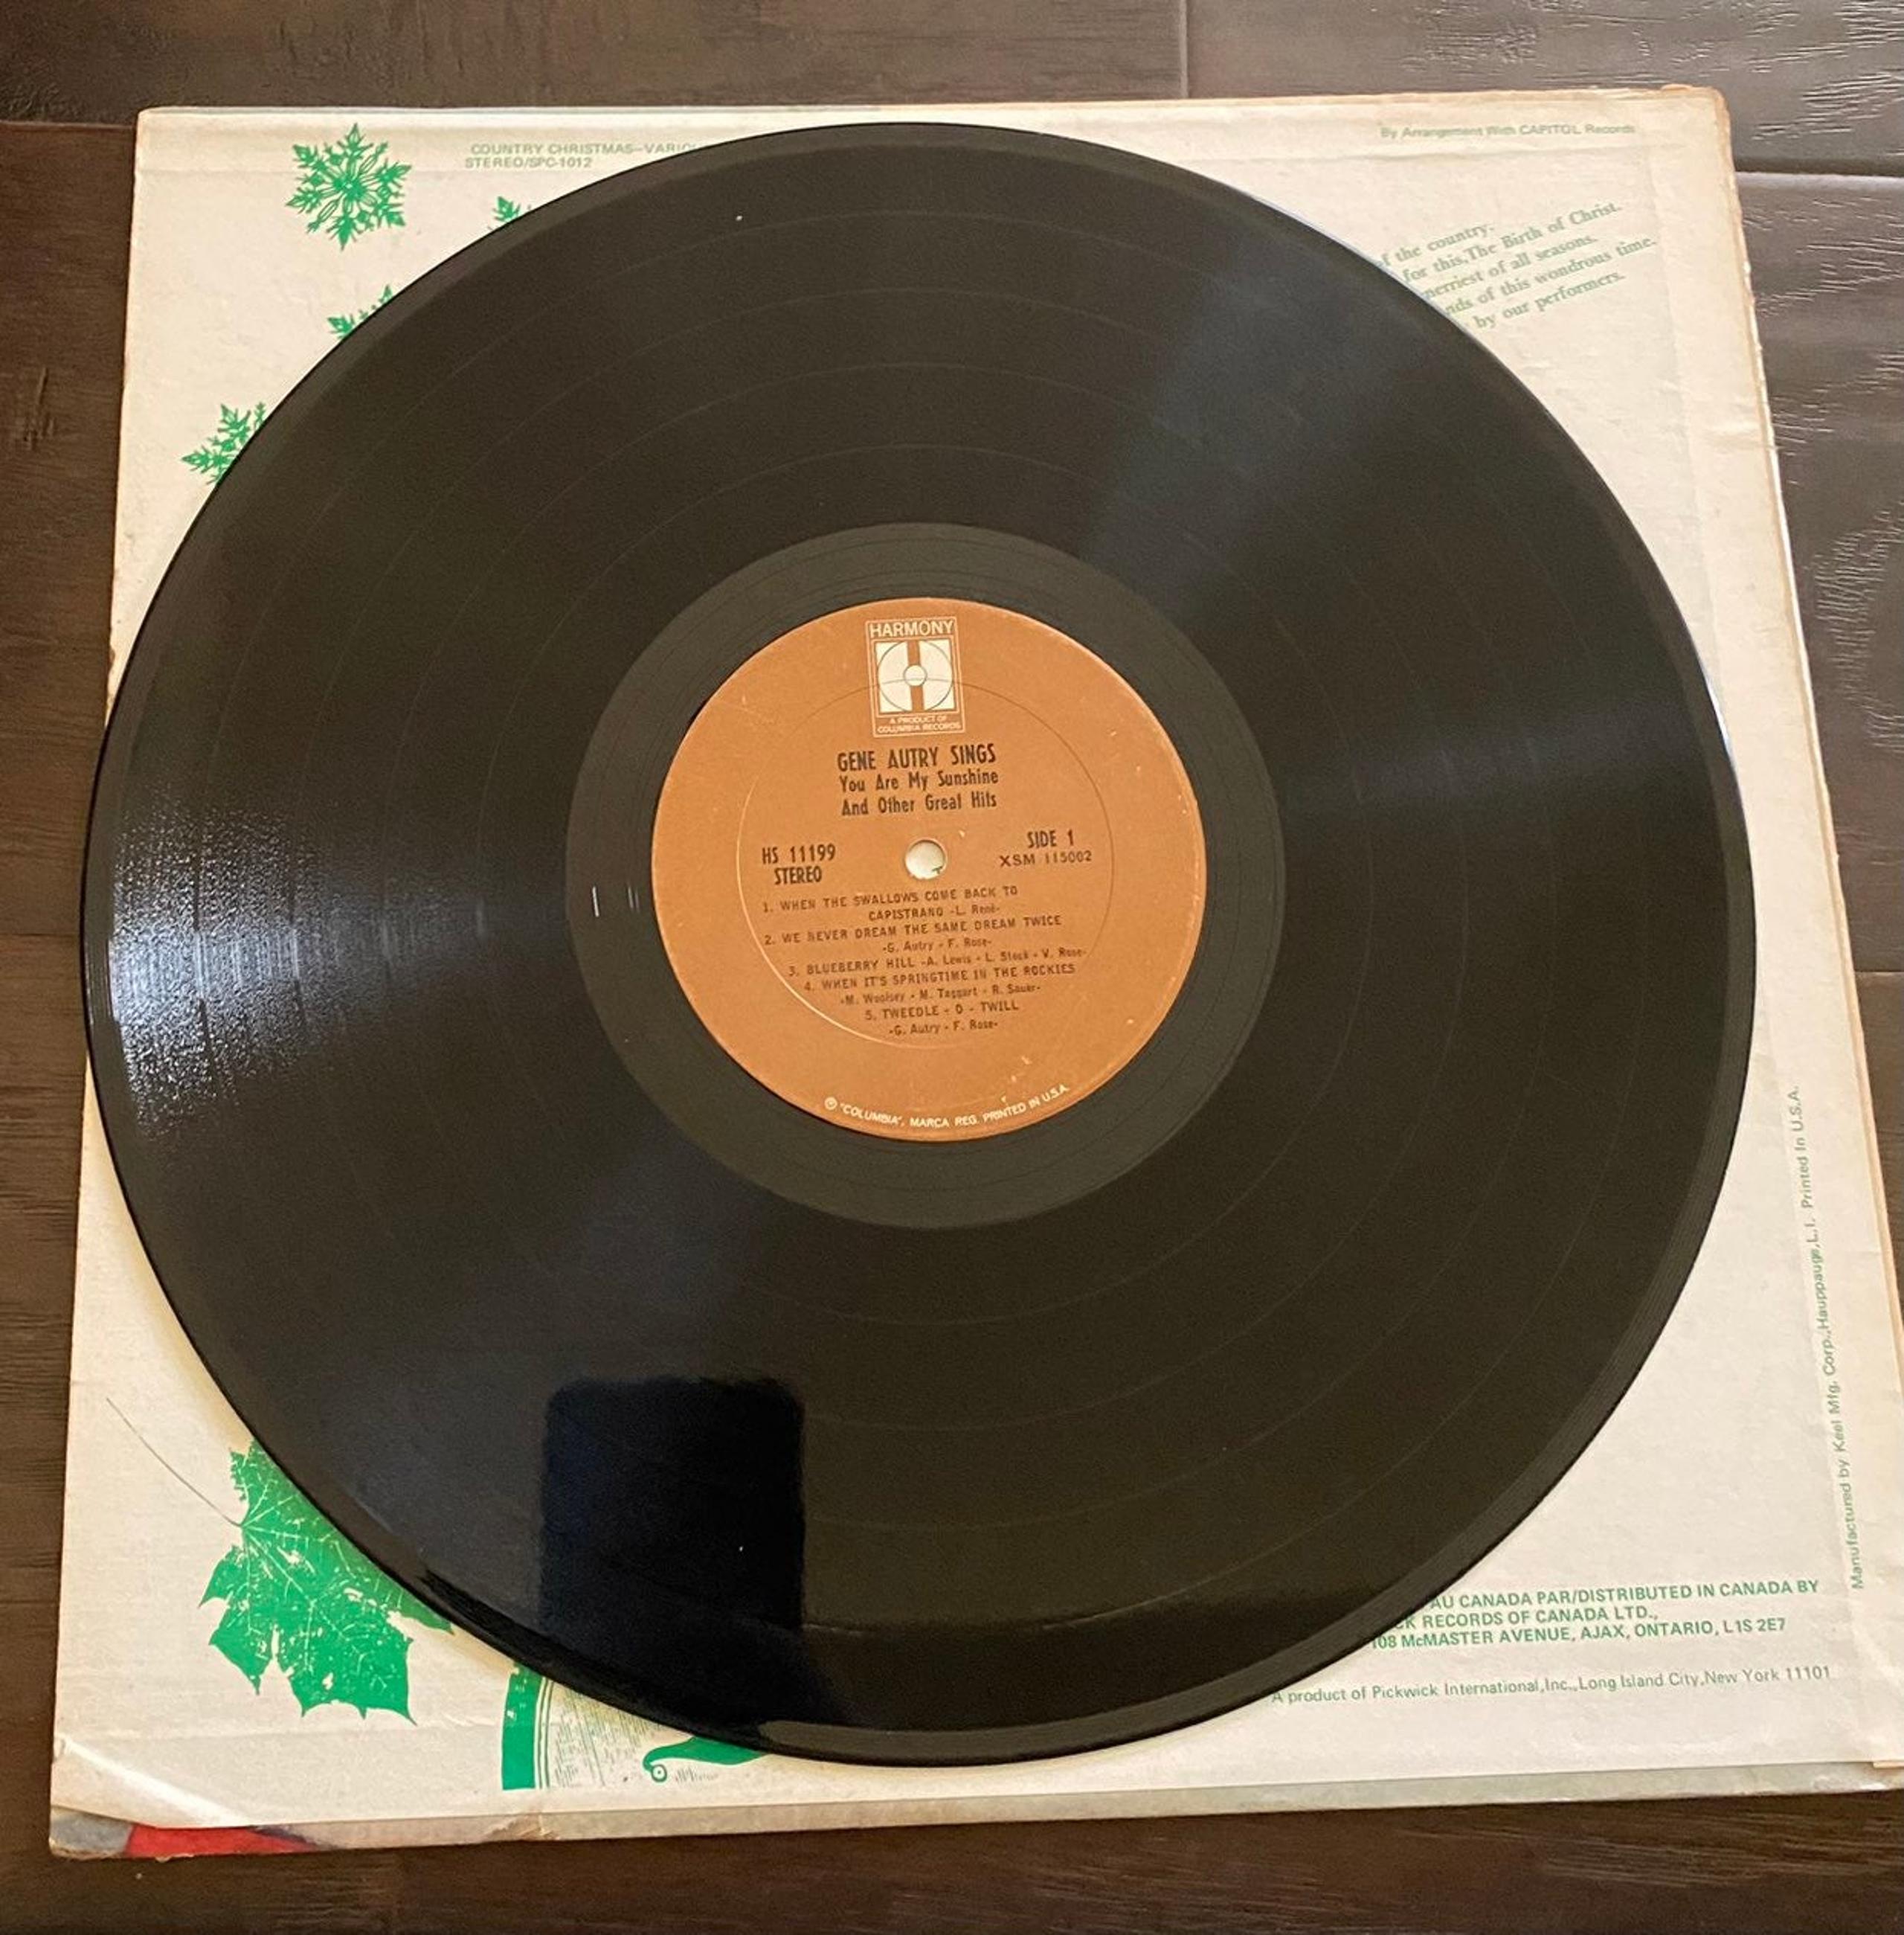 COUNTRY CHRISTMAS—VARIO
STEREO/SPC-1012
By Arrangement With CAPITOL Records
of the country.
for this, The Birth of Christ.
merriest of all seasons.
of this wondrous time.
by our performers.
HARMONY
H
A PRODUCT OF
COLUMBIA RECORDS
GENE AUTRY SINGS
You Are My Sunshine
And Other Great Hits
HS 11199
STEREO
SIDE 1
XSM 115002
1. WHEN THE SWALLOWS COME BACK TO
CAPISTRANO -L. René-
2. WE NEVER DREAM THE SAME DREAM TWICE
-G. Autry - F. Rose-
3. BLUEBERRY HILL -A. Lewis - L. Stock - V. Rose-
4. WHEN IT'S SPRINGTIME IN THE ROCKIES
-M. Woolsey - M. Taggart - R. Sauer-
5. TWEEDLE - O - TWILL
-G. Autry - F. Rose-
℗ "COLUMBIA", MARCA REG. PRINTED IN U.S.A.
Manufactured by Keel Mfg. Corp., Hauppauge, L.I. Printed In U.S.A.
AU CANADA PAR/DISTRIBUTED IN CANADA BY
CK RECORDS OF CANADA LTD.,
108 McMASTER AVENUE, AJAX, ONTARIO, L1S 2E7
A product of Pickwick International, Inc., Long Island City, New York 11101